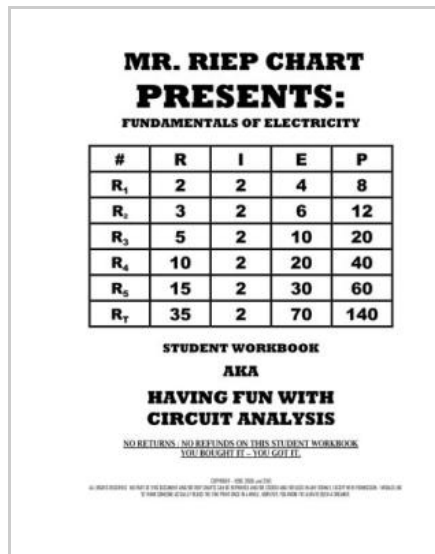 MR. RIEP CHART
PRESENTS:
FUNDAMENTALS OF ELECTRICITY
# R I E P
R₁ 2 2 4 8
R₂ 3 2 6 12
R₃ 5 2 10 20
R₄ 10 2 20 40
R₅ 15 2 30 60
R_T 35 2 70 140
STUDENT WORKBOOK
AKA
HAVING FUN WITH
CIRCUIT ANALYSIS
NO RETURNS / NO REFUNDS ON THIS STUDENT WORKBOOK
YOU BOUGHT IT – YOU GOT IT.